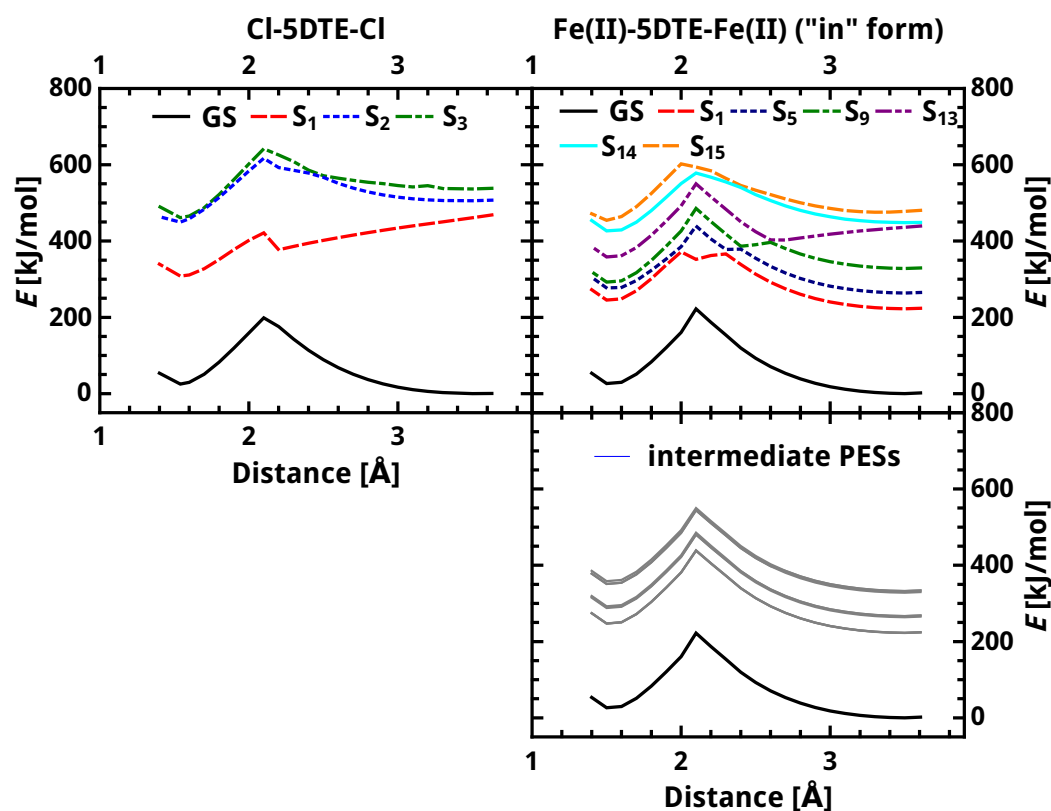 Cl-5DTE-Cl
Fe(II)-5DTE-Fe(II) ("in" form)
1 2 3
1 2 3
800
600
400
200
0
E [kJ/mol]
GS S₁ S₂ S₃
1 2 3
Distance [Å]
GS S₁ S₅ S₉ S₁₃
S₁₄ S₁₅
800
600
400
200
0
E [kJ/mol]
intermediate PESs
800
600
400
200
0
E [kJ/mol]
1 2 3
Distance [Å]